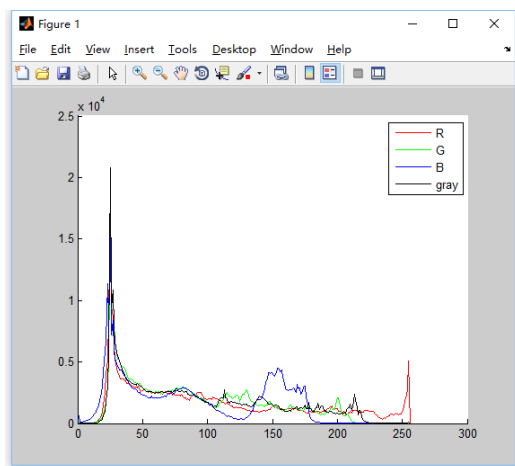 Figure 1
File Edit View Insert Tools Desktop Window Help
x 10^4
2.5
2
1.5
1
0.5
0
0 50 100 150 200 250 300
R
G
B
gray